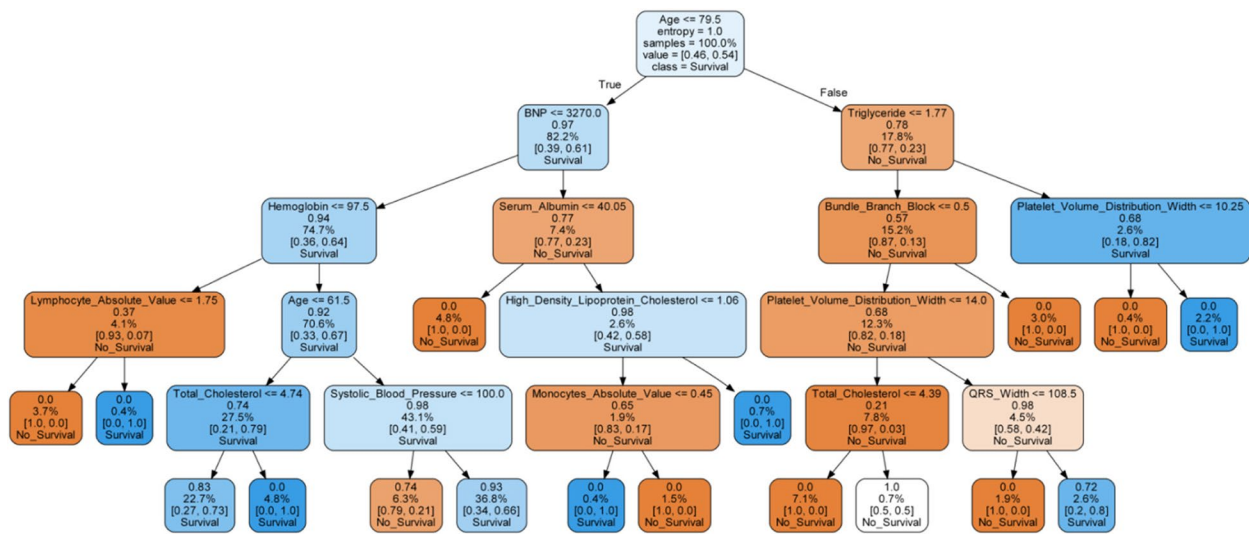 Age <= 79.5
entropy = 1.0
samples = 100.0%
value = [0.46, 0.54]
class = Survival
True
False
BNP <= 3270.0
0.97
82.2%
[0.39, 0.61]
Survival
Triglyceride <= 1.77
0.78
17.8%
[0.77, 0.23]
No_Survival
Hemoglobin <= 97.5
0.94
74.7%
[0.36, 0.64]
Survival
Serum_Albumin <= 40.05
0.77
7.4%
[0.77, 0.23]
No_Survival
Bundle_Branch_Block <= 0.5
0.57
15.2%
[0.87, 0.13]
No_Survival
Platelet_Volume_Distribution_Width <= 10.25
0.68
2.6%
[0.18, 0.82]
Survival
Lymphocyte_Absolute_Value <= 1.75
0.37
4.1%
[0.93, 0.07]
No_Survival
Age <= 61.5
0.92
70.6%
[0.33, 0.67]
Survival
0.0
4.8%
[1.0, 0.0]
No_Survival
High_Density_Lipoprotein_Cholesterol <= 1.06
0.98
2.6%
[0.42, 0.58]
Survival
Platelet_Volume_Distribution_Width <= 14.0
0.68
12.3%
[0.82, 0.18]
No_Survival
0.0
3.0%
[1.0, 0.0]
No_Survival
0.0
0.4%
[1.0, 0.0]
No_Survival
0.0
2.2%
[0.0, 1.0]
Survival
0.0
3.7%
[1.0, 0.0]
No_Survival
0.0
0.4%
[0.0, 1.0]
Survival
Total_Cholesterol <= 4.74
0.74
27.5%
[0.21, 0.79]
Survival
Systolic_Blood_Pressure <= 100.0
0.98
43.1%
[0.41, 0.59]
Survival
Monocytes_Absolute_Value <= 0.45
0.65
1.9%
[0.83, 0.17]
No_Survival
0.0
0.7%
[0.0, 1.0]
Survival
Total_Cholesterol <= 4.39
0.21
7.8%
[0.97, 0.03]
No_Survival
QRS_Width <= 108.5
0.98
4.5%
[0.58, 0.42]
No_Survival
0.83
22.7%
[0.27, 0.73]
Survival
0.0
4.8%
[0.0, 1.0]
Survival
0.74
6.3%
[0.79, 0.21]
No_Survival
0.93
36.8%
[0.34, 0.66]
Survival
0.0
0.4%
[0.0, 1.0]
Survival
0.0
1.5%
[1.0, 0.0]
No_Survival
0.0
7.1%
[1.0, 0.0]
No_Survival
1.0
0.7%
[0.5, 0.5]
No_Survival
0.0
1.9%
[1.0, 0.0]
No_Survival
0.72
2.6%
[0.2, 0.8]
Survival